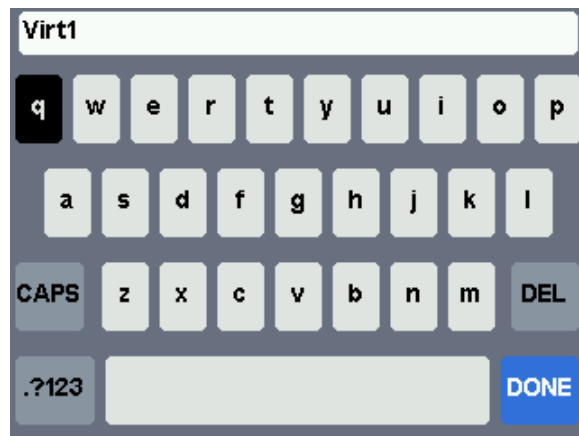 Virt1
q w e r t y u i o p
a s d f g h j k l
CAPS z x c v b n m DEL
.?123 DONE